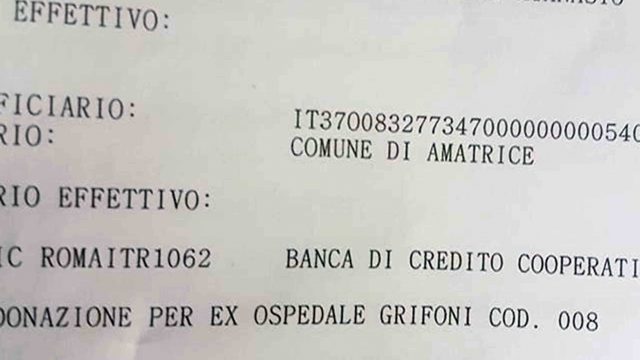 EFFETTIVO:
FICIARIO:
IT37O0832773470000000000540
RIO:
COMUNE DI AMATRICE
RIO EFFETTIVO:
IC ROMAITR1062 BANCA DI CREDITO COOPERATI
DONAZIONE PER EX OSPEDALE GRIFONI COD. 008